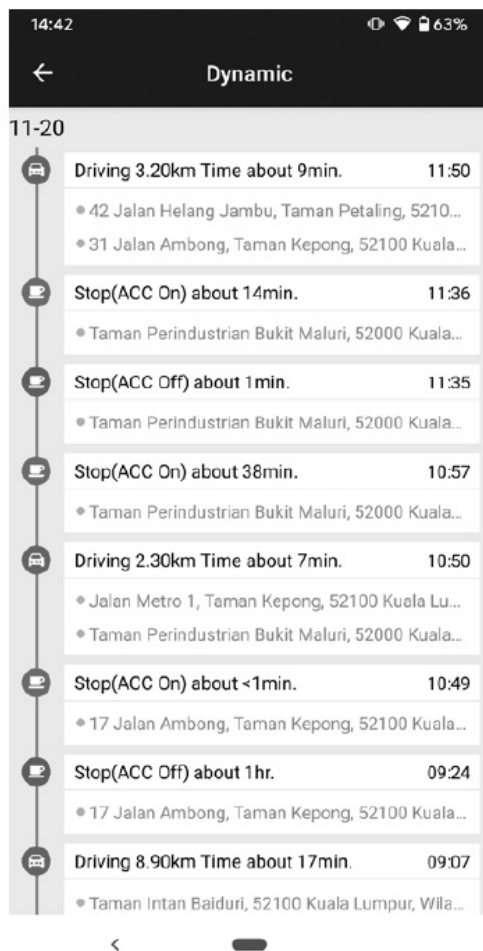 14:42
63%
Dynamic
11-20
Driving 3.20km Time about 9min. 11:50
42 Jalan Helang Jambu, Taman Petaling, 5210...
31 Jalan Ambong, Taman Kepong, 52100 Kuala...
Stop(ACC On) about 14min. 11:36
Taman Perindustrian Bukit Maluri, 52000 Kuala...
Stop(ACC Off) about 1min. 11:35
Taman Perindustrian Bukit Maluri, 52000 Kuala...
Stop(ACC On) about 38min. 10:57
Taman Perindustrian Bukit Maluri, 52000 Kuala...
Driving 2.30km Time about 7min. 10:50
Jalan Metro 1, Taman Kepong, 52100 Kuala Lu...
Taman Perindustrian Bukit Maluri, 52000 Kuala...
Stop(ACC On) about <1min. 10:49
17 Jalan Ambong, Taman Kepong, 52100 Kuala...
Stop(ACC Off) about 1hr. 09:24
17 Jalan Ambong, Taman Kepong, 52100 Kuala...
Driving 8.90km Time about 17min. 09:07
Taman Intan Baiduri, 52100 Kuala Lumpur, Wila...